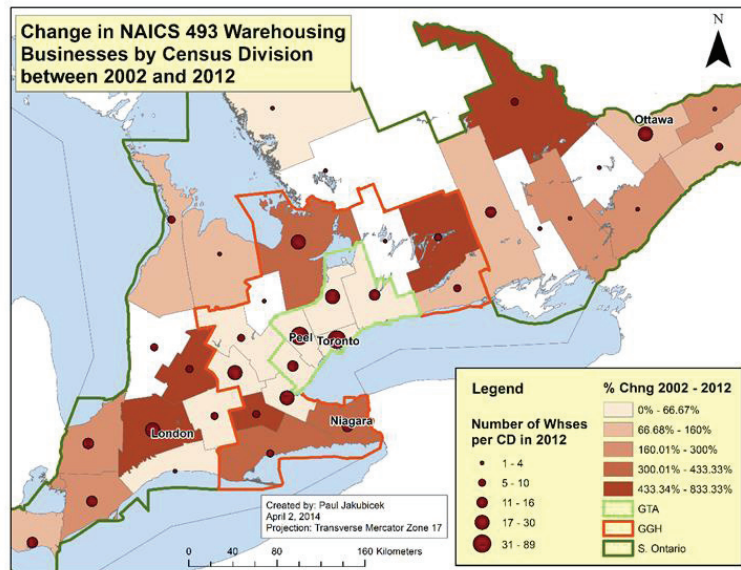 Change in NAICS 493 Warehousing
Businesses by Census Division
between 2002 and 2012
N
Ottawa
Peel
Toronto
London
Niagara
Legend
Number of Whses
per CD in 2012
1 - 4
5 - 10
11 - 16
17 - 30
31 - 89
% Chng 2002 - 2012
0% - 66.67%
66.68% - 160%
160.01% - 300%
300.01% - 433.33%
433.34% - 833.33%
GTA
GGH
S. Ontario
Created by: Paul Jakubicek
April 2, 2014
Projection: Transverse Mercator Zone 17
0 40 80 160 Kilometers